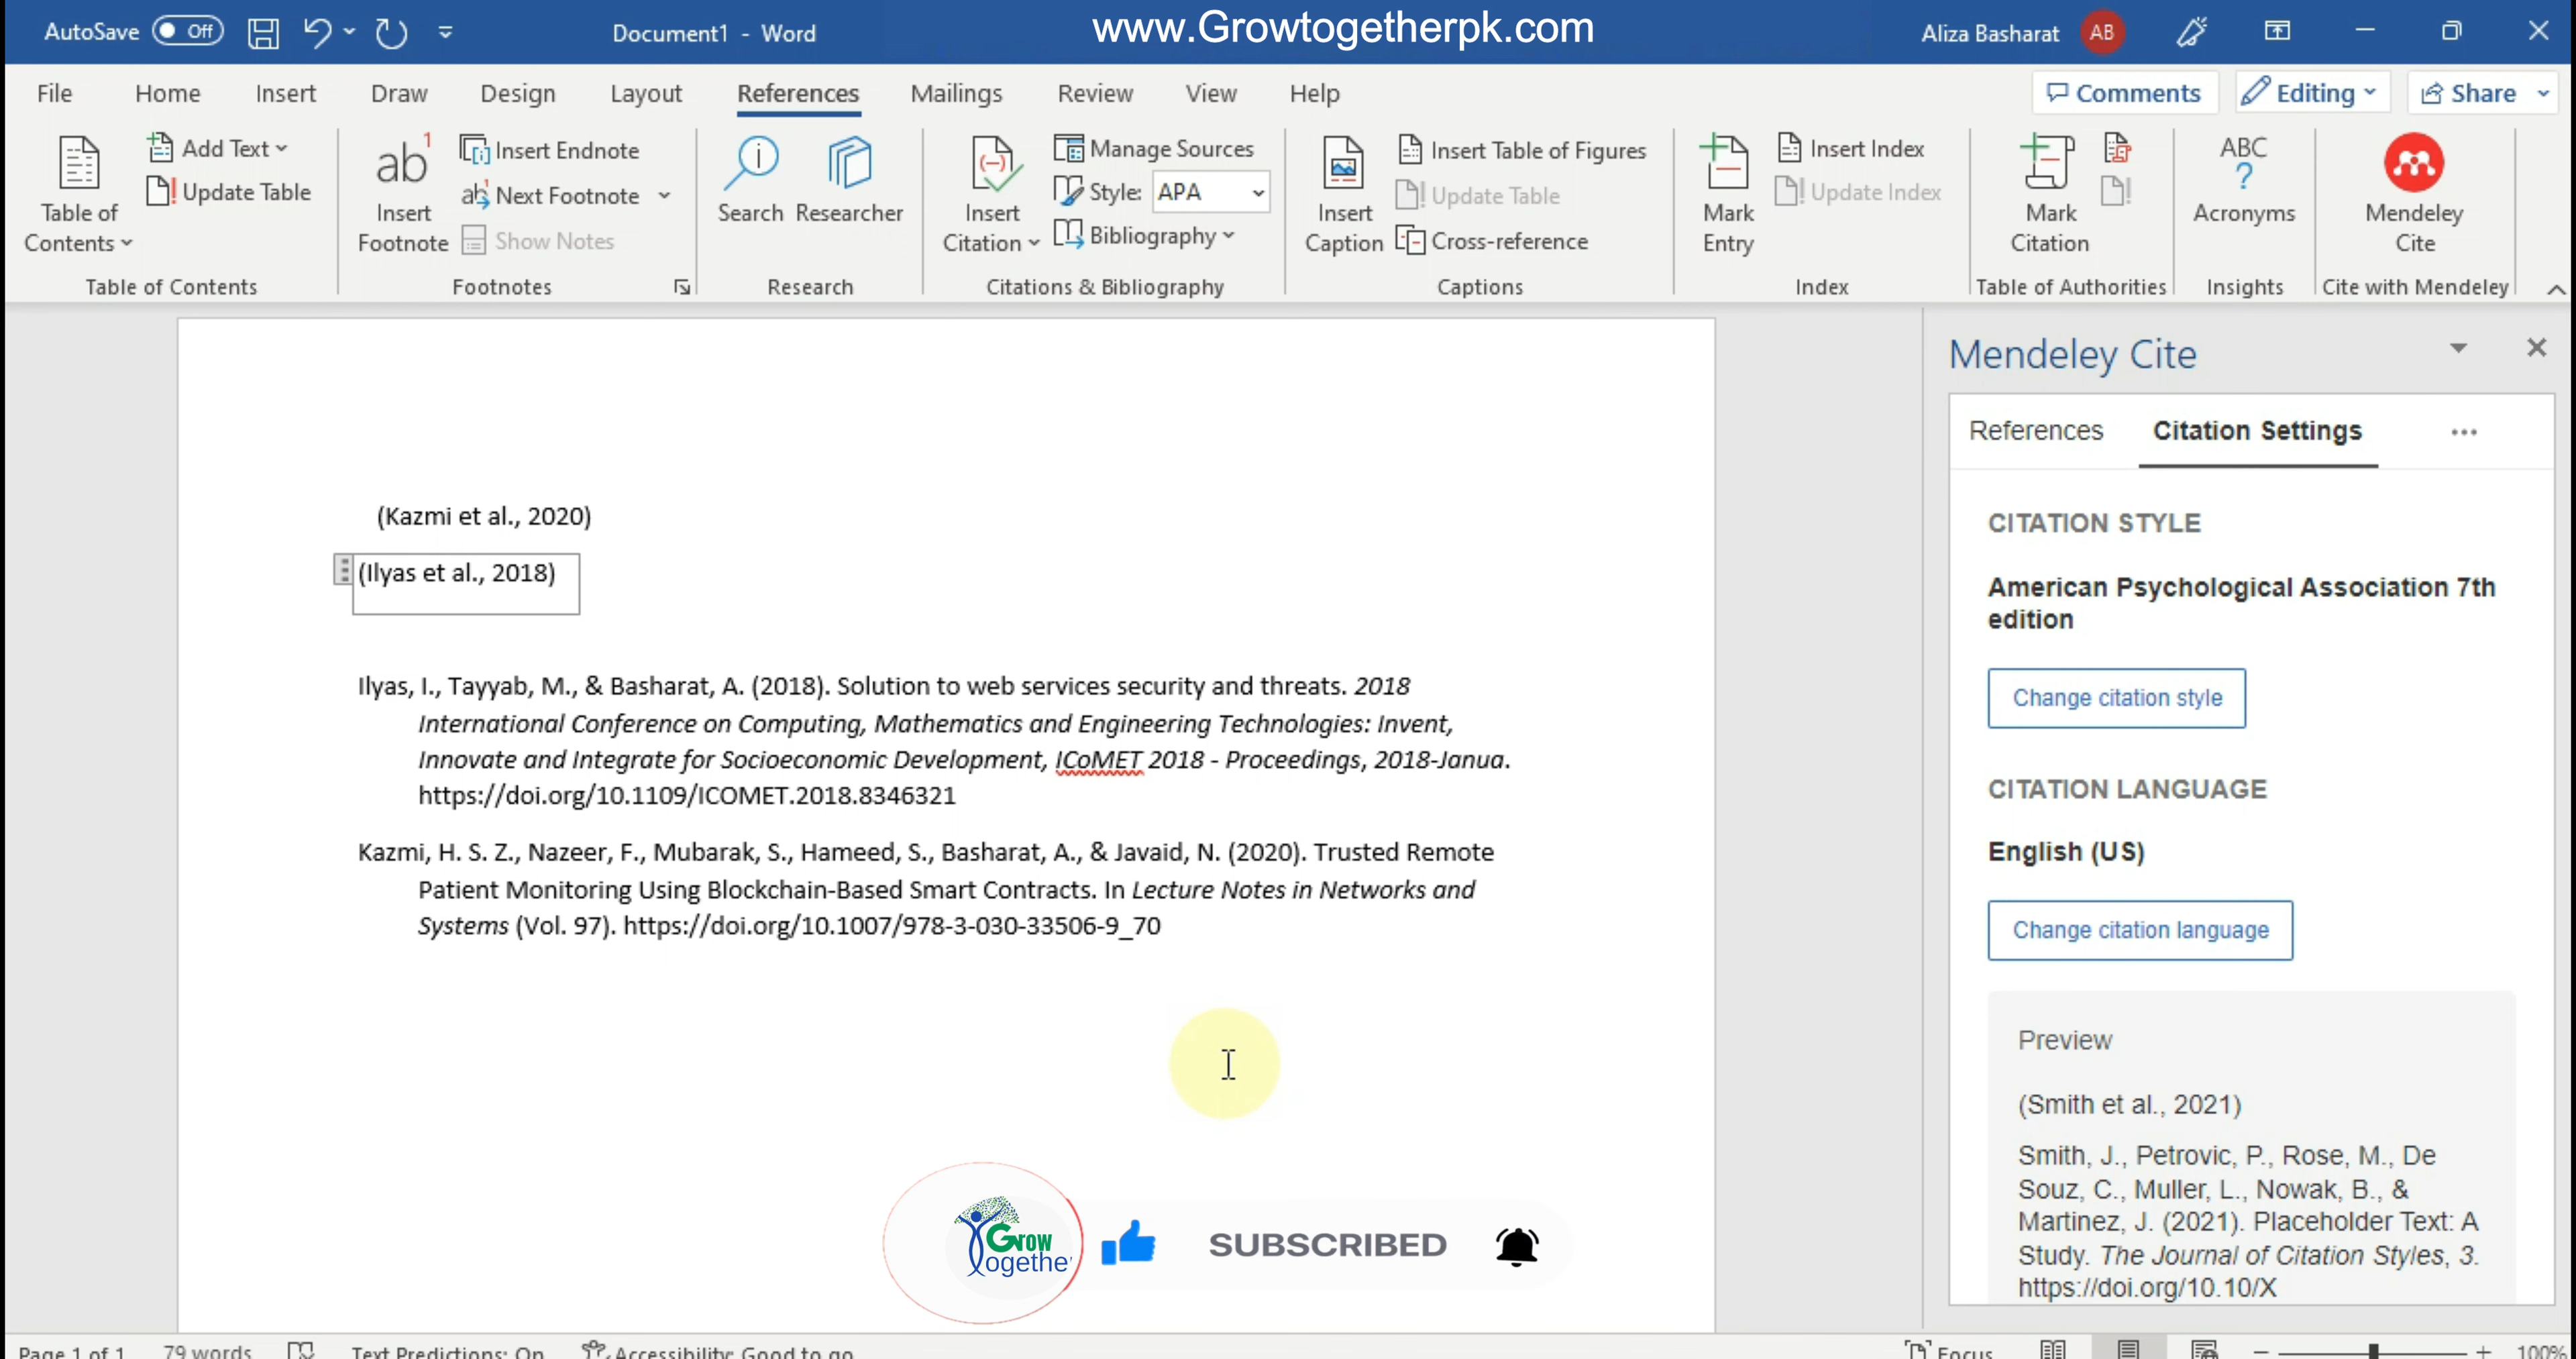 AutoSave Off Document1 - Word www.Growtogetherpk.com Aliza Basharat AB
File Home Insert Draw Design Layout References Mailings Review View Help Comments Editing Share
Table of Contents
Add Text
Update Table
Table of Contents
ab1
Insert Footnote
Insert Endnote
Next Footnote
Show Notes
Footnotes
Search Researcher
Research
Insert Citation
Manage Sources
Style: APA
Bibliography
Citations & Bibliography
Insert Caption
Insert Table of Figures
Update Table
Cross-reference
Captions
Mark Entry
Insert Index
Update Index
Index
Mark Citation
Table of Authorities
ABC
?
Acronyms
Insights
Mendeley Cite
Cite with Mendeley
(Kazmi et al., 2020)
(Ilyas et al., 2018)
Ilyas, I., Tayyab, M., & Basharat, A. (2018). Solution to web services security and threats. 2018
International Conference on Computing, Mathematics and Engineering Technologies: Invent,
Innovate and Integrate for Socioeconomic Development, ICoMET 2018 - Proceedings, 2018-Janua.
https://doi.org/10.1109/ICOMET.2018.8346321
Kazmi, H. S. Z., Nazeer, F., Mubarak, S., Hameed, S., Basharat, A., & Javaid, N. (2020). Trusted Remote
Patient Monitoring Using Blockchain-Based Smart Contracts. In Lecture Notes in Networks and
Systems (Vol. 97). https://doi.org/10.1007/978-3-030-33506-9_70
Grow
ogethe
SUBSCRIBED
Mendeley Cite
References Citation Settings ...
CITATION STYLE
American Psychological Association 7th
edition
Change citation style
CITATION LANGUAGE
English (US)
Change citation language
Preview
(Smith et al., 2021)
Smith, J., Petrovic, P., Rose, M., De
Souz, C., Muller, L., Nowak, B., &
Martinez, J. (2021). Placeholder Text: A
Study. The Journal of Citation Styles, 3.
https://doi.org/10.10/X
Page 1 of 1 79 words Text Predictions: On Accessibility: Good to go Focus 100%